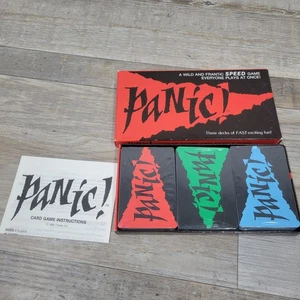 A WILD AND FRANTIC SPEED GAME
EVERYONE PLAYS AT ONCE!
PANIC!
Three decks of FAST exciting fun!
PANIC!
CARD GAME INSTRUCTIONS
PANIC!
PANIC!
PANIC!